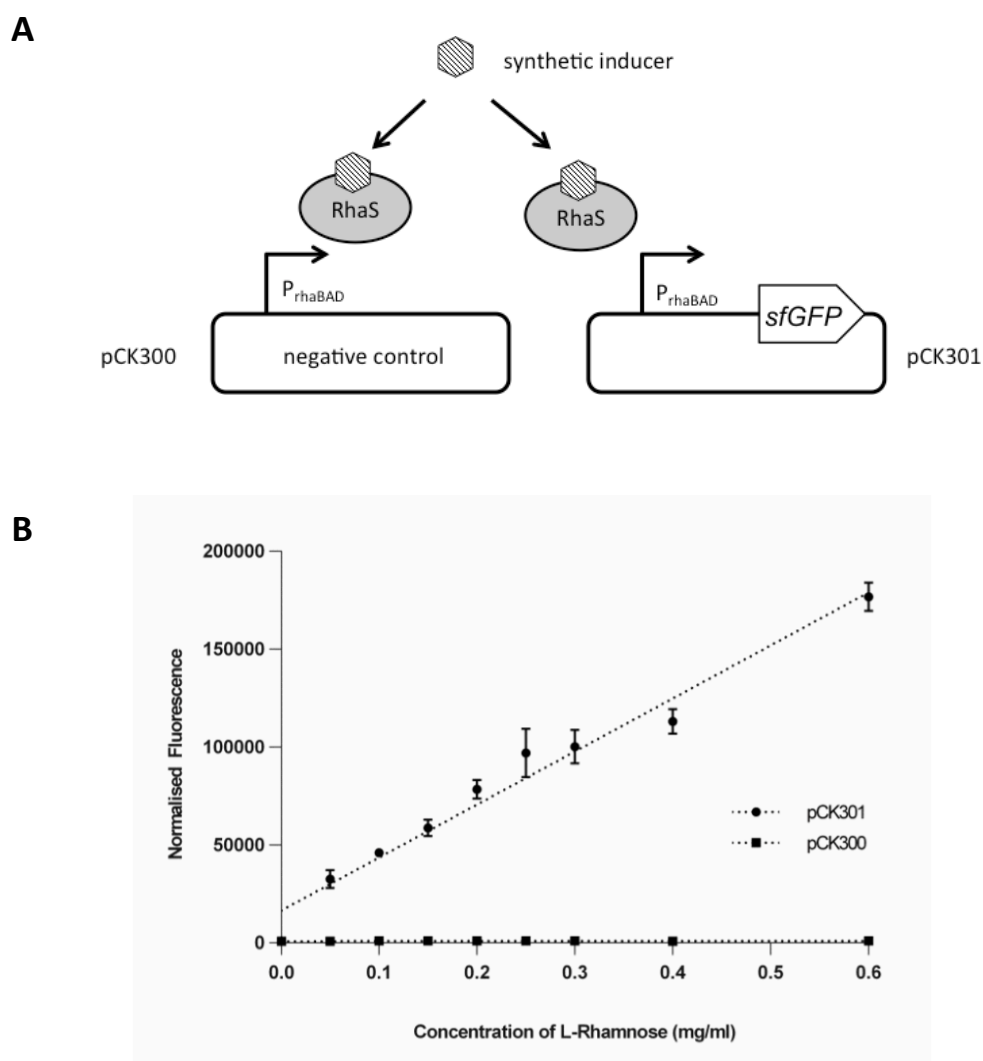 A
synthetic inducer
RhaS
RhaS
PrhaBAD
PrhaBAD
sfGFP
pCK300
negative control
pCK301
B
200000
150000
100000
50000
0
Normalised Fluorescence
pCK301
pCK300
0.0 0.1 0.2 0.3 0.4 0.5 0.6
Concentration of L-Rhamnose (mg/ml)